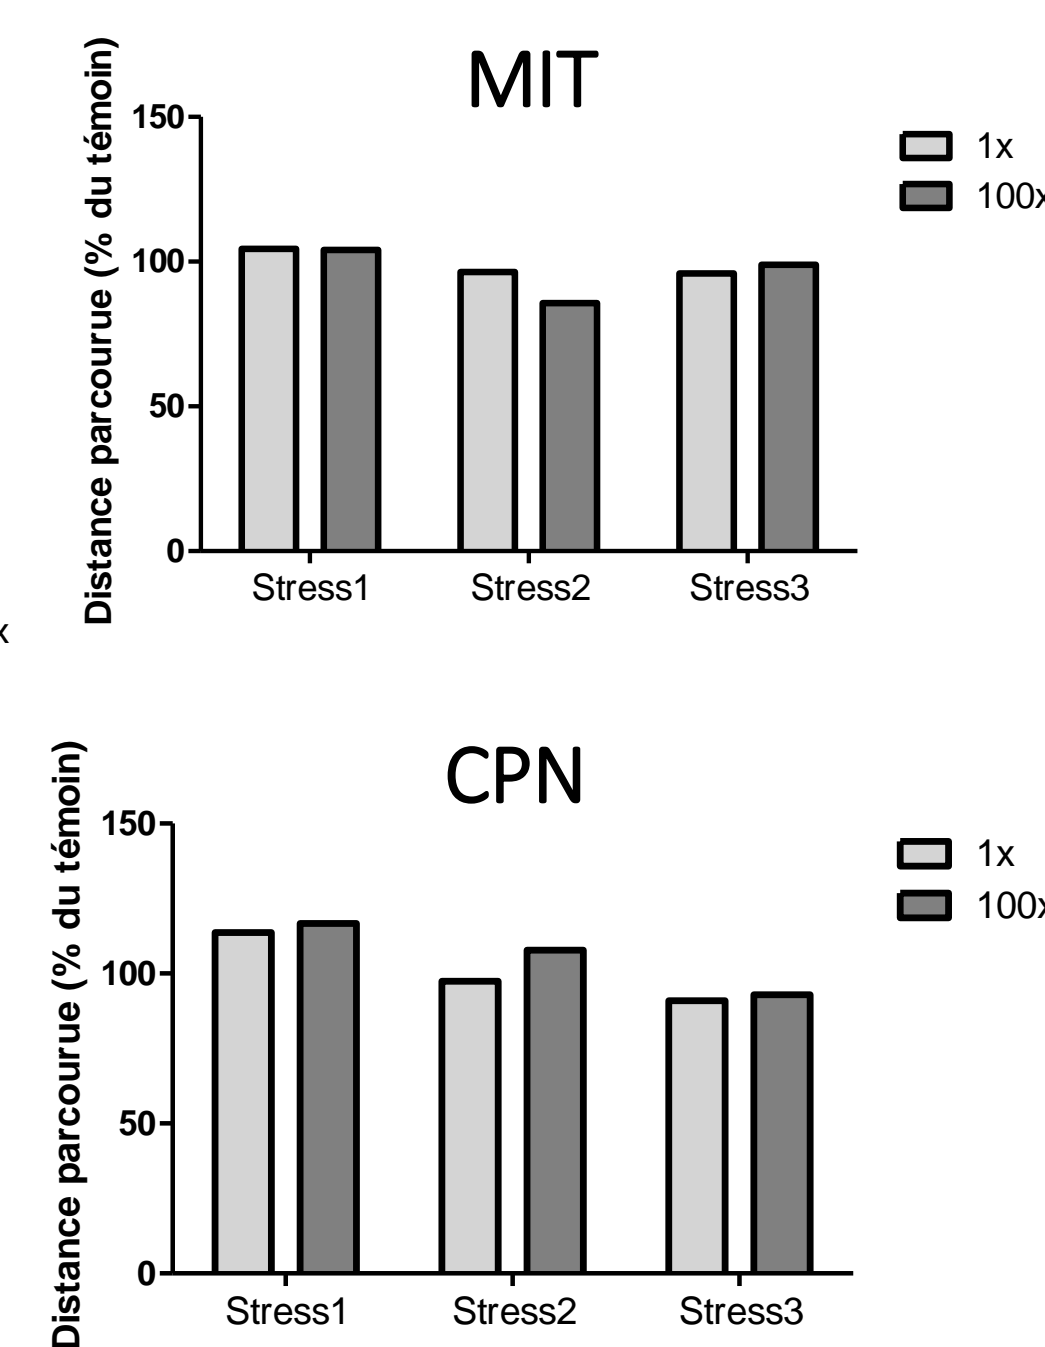 MIT
Distance parcourue (% du témoin)
150
100
50
0
Stress1 Stress2 Stress3
1x
100x
x
CPN
Distance parcourue (% du témoin)
150
100
50
0
Stress1 Stress2 Stress3
1x
100x